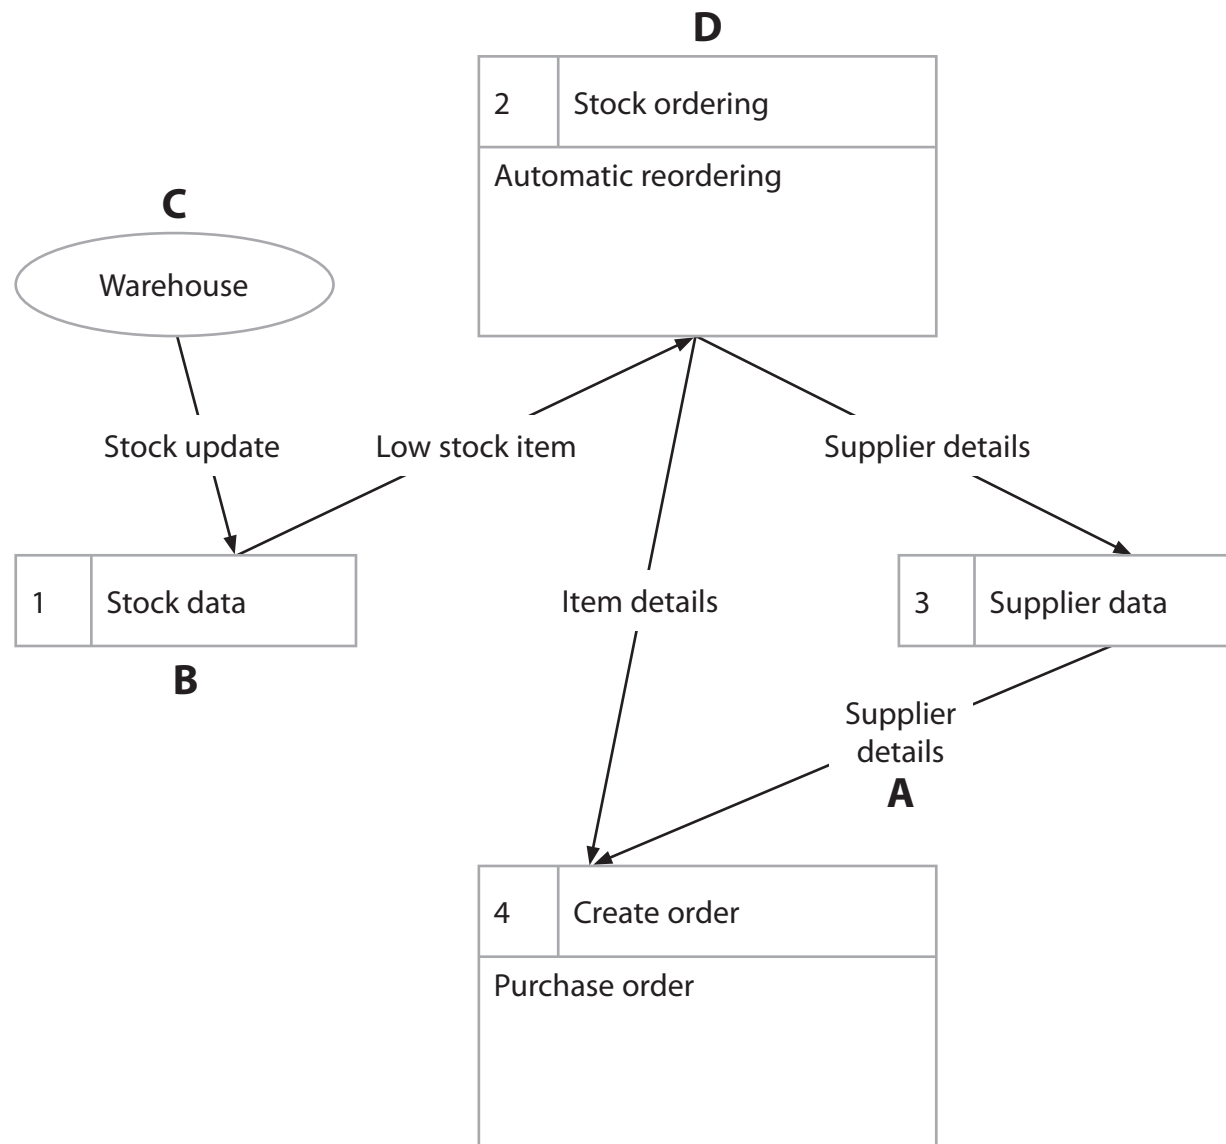 D
2 Stock ordering
Automatic reordering
C
Warehouse
Stock update
Low stock item
Supplier details
1 Stock data
B
Item details
3 Supplier data
Supplier
details
A
4 Create order
Purchase order